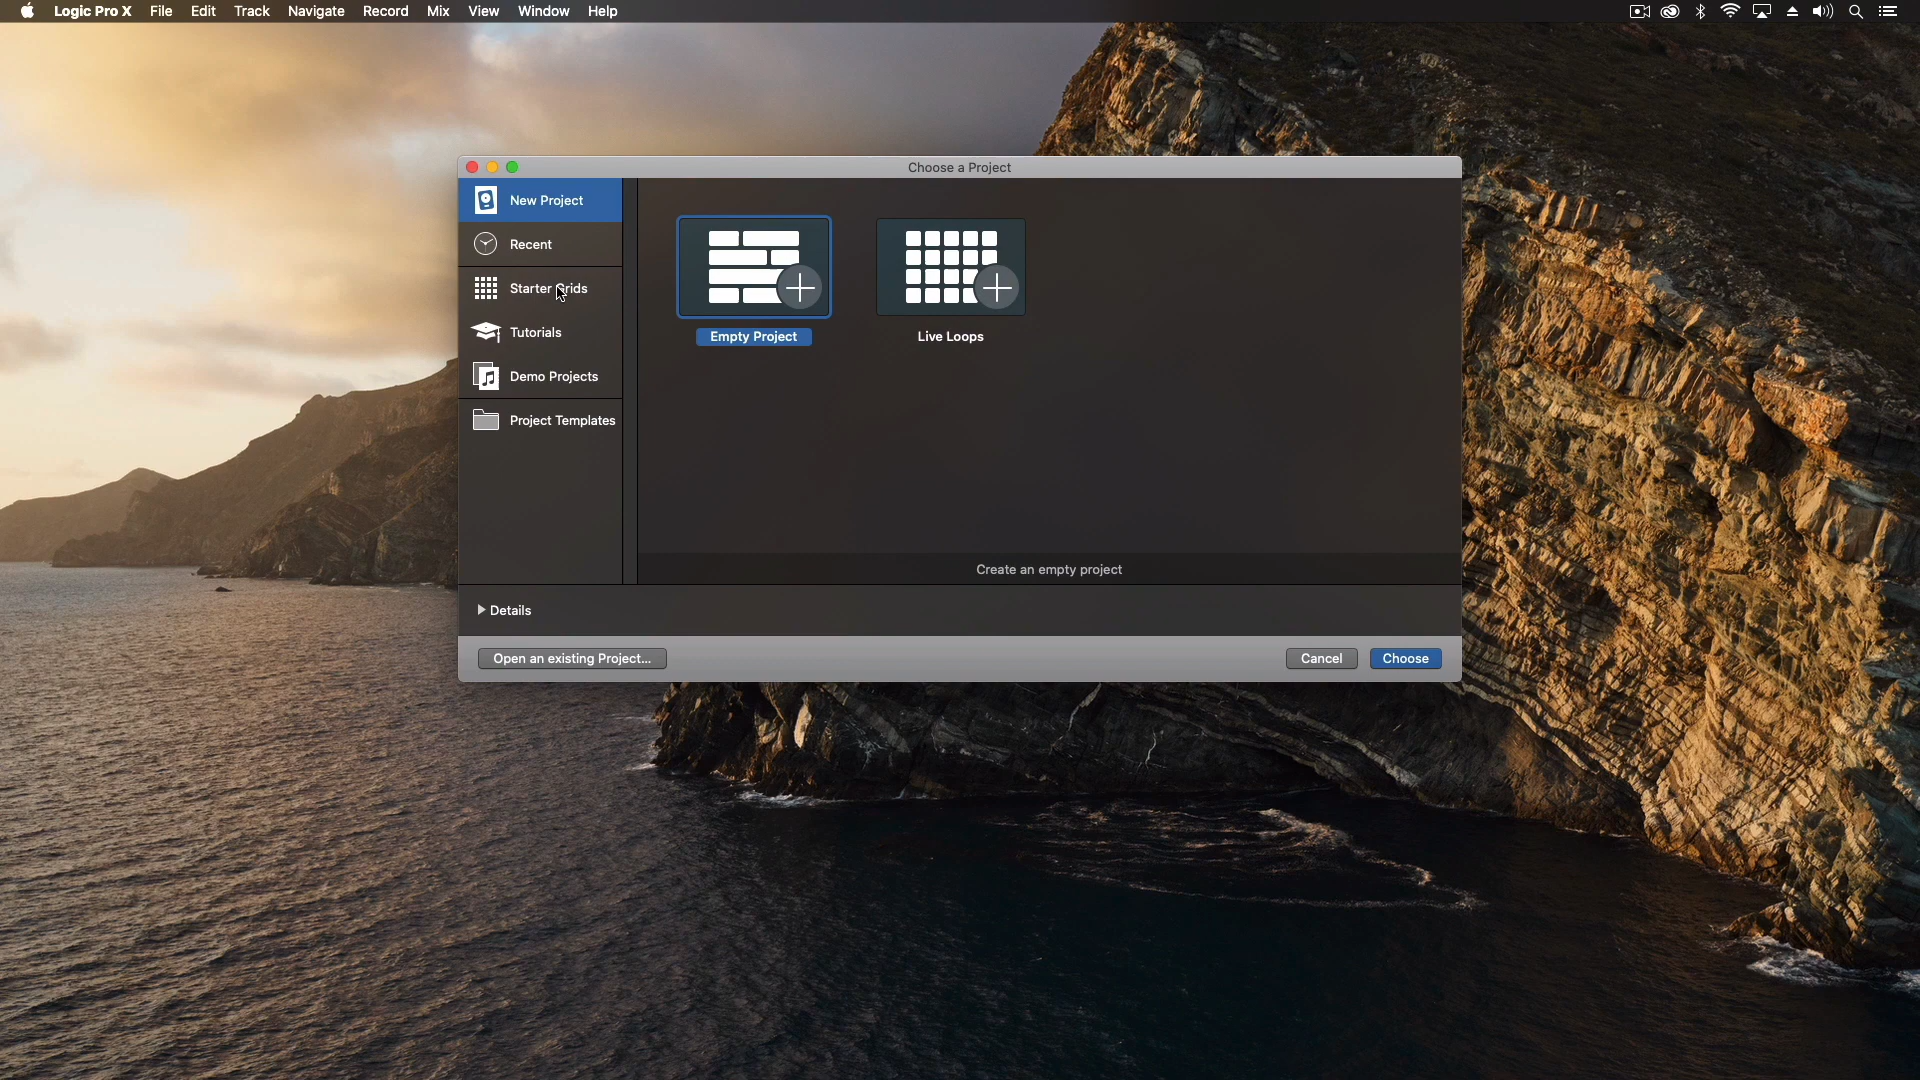 Logic Pro X File Edit Track Navigate Record Mix View Window Help
Choose a Project
New Project
Recent
Starter Grids
Tutorials
Demo Projects
Project Templates
Empty Project
Live Loops
Create an empty project
Details
Open an existing Project...
Cancel
Choose